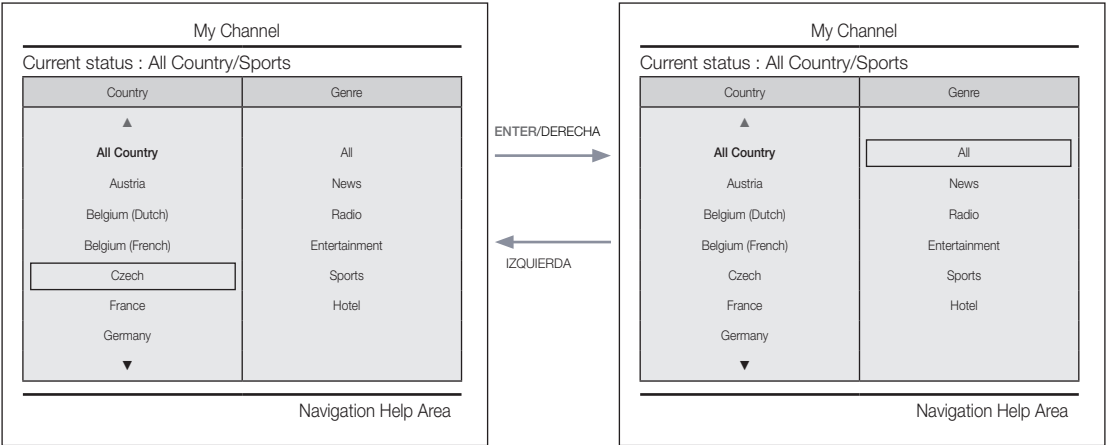 My Channel
Current status : All Country/Sports
Country Genre
▲
All Country All
Austria News
Belgium (Dutch) Radio
Belgium (French) Entertainment
Czech Sports
France Hotel
Germany
▼
Navigation Help Area
ENTER/DERECHA
IZQUIERDA
My Channel
Current status : All Country/Sports
Country Genre
▲
All Country All
Austria News
Belgium (Dutch) Radio
Belgium (French) Entertainment
Czech Sports
France Hotel
Germany
▼
Navigation Help Area